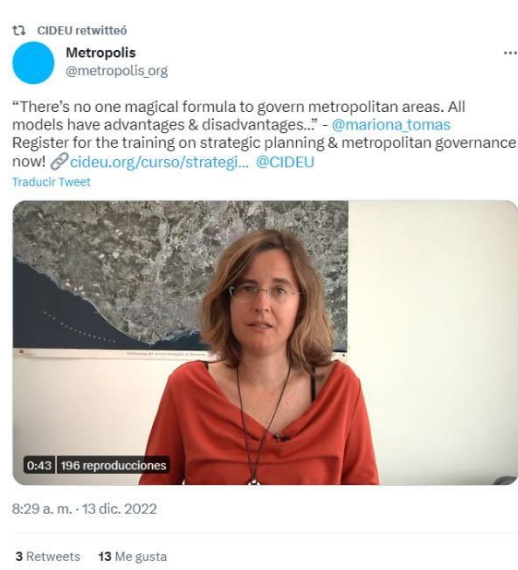 CIDEU retwitteó
Metropolis
@metropolis_org
“There’s no one magical formula to govern metropolitan areas. All
models have advantages & disadvantages...” - @mariona_tomas
Register for the training on strategic planning & metropolitan governance
now! 🔗cideu.org/curso/strategi... @CIDEU
Traducir Tweet
0:43 196 reproducciones
8:29 a. m. · 13 dic. 2022
3 Retweets 13 Me gusta